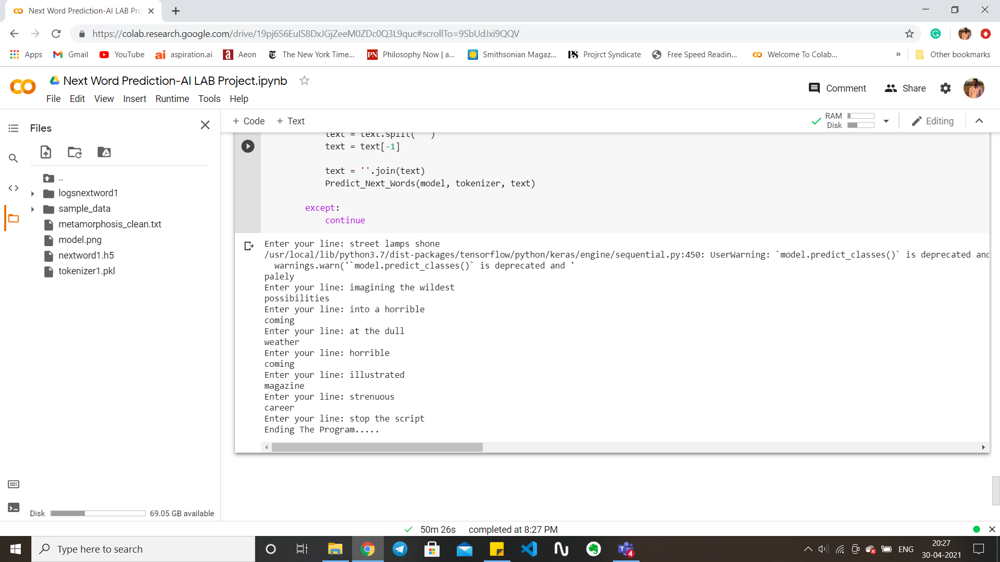 Next Word Prediction-AI LAB Pro
https://colab.research.google.com/drive/19pj6S6EuIS8DxJGjZeeM0ZDc0Q3L9quc#scrollTo=9SbUdJxi9QQV
Apps Gmail YouTube aspiration.ai Aeon The New York Time... Philosophy Now | a... Smithsonian Magaz... Projrct Syndicate Free Speed Readin... Welcome To Colab... » Other bookmarks
Next Word Prediction-AI LAB Project.ipynb
Comment Share
File Edit View Insert Runtime Tools Help
Files
+ Code + Text
RAM
Disk
Editing
..
logsnextword1
sample_data
metamorphosis_clean.txt
model.png
nextword1.h5
tokenizer1.pkl
Disk 69.05 GB available
text = text.split(" ")
text = text[-1]
text = ''.join(text)
Predict_Next_Words(model, tokenizer, text)
except:
continue
Enter your line: street lamps shone
/usr/local/lib/python3.7/dist-packages/tensorflow/python/keras/engine/sequential.py:450: UserWarning: `model.predict_classes()` is deprecated and
warnings.warn('`model.predict_classes()` is deprecated and '
palely
Enter your line: imagining the wildest
possibilities
Enter your line: into a horrible
coming
Enter your line: at the dull
weather
Enter your line: horrible
coming
Enter your line: illustrated
magazine
Enter your line: strenuous
career
Enter your line: stop the script
Ending The Program.....
50m 26s completed at 8:27 PM
Type here to search
4
ENG
20:27
30-04-2021